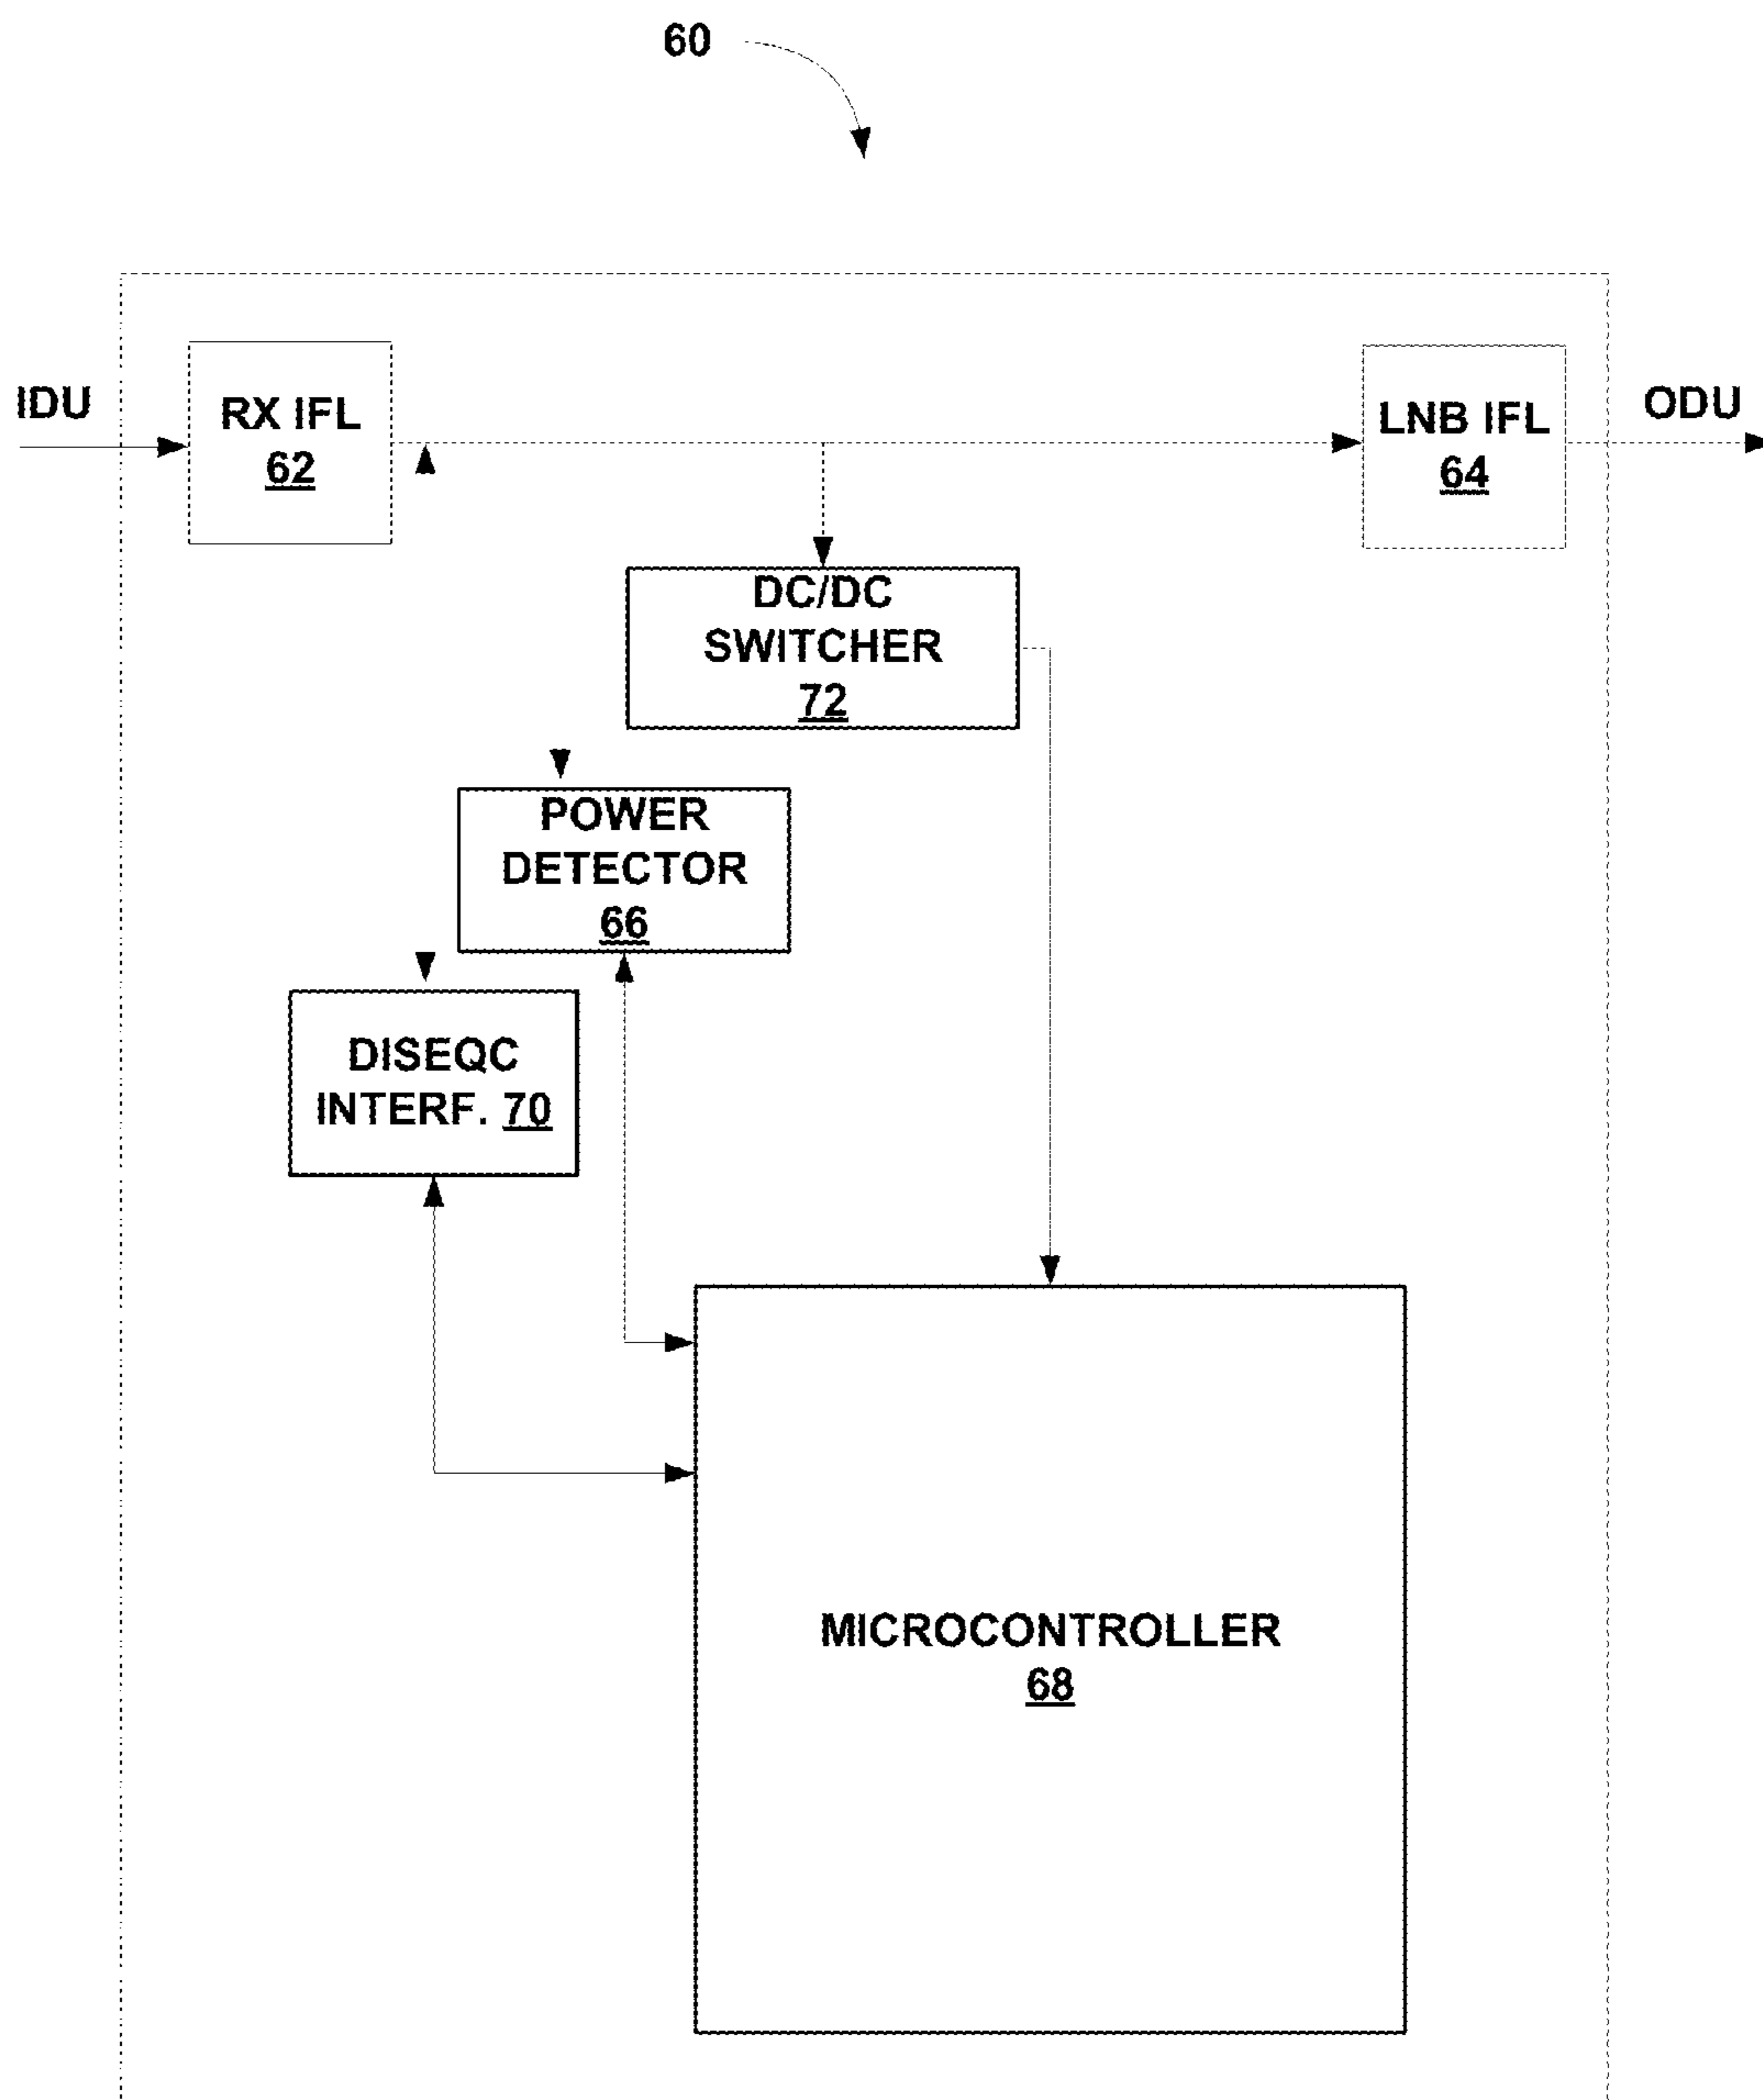 60
IDU
RX IFL
62
LNB IFL
64
ODU
DC/DC
SWITCHER
72
POWER
DETECTOR
66
DISEQC
INTERF. 70
MICROCONTROLLER
68